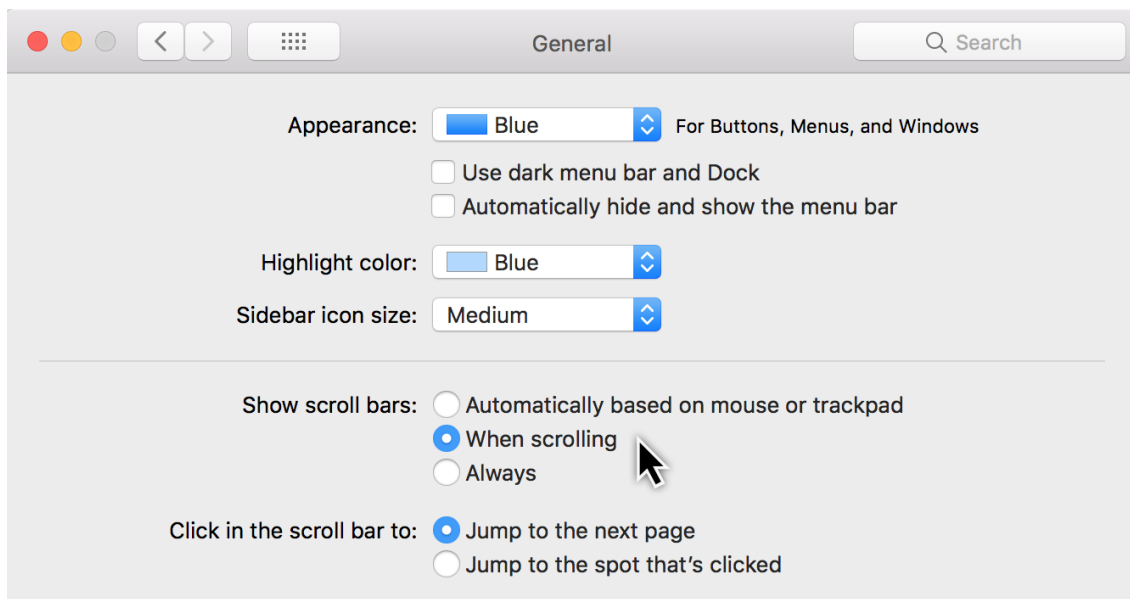 General
Search
Appearance: Blue For Buttons, Menus, and Windows
Use dark menu bar and Dock
Automatically hide and show the menu bar
Highlight color: Blue
Sidebar icon size: Medium
Show scroll bars: Automatically based on mouse or trackpad
When scrolling
Always
Click in the scroll bar to: Jump to the next page
Jump to the spot that’s clicked